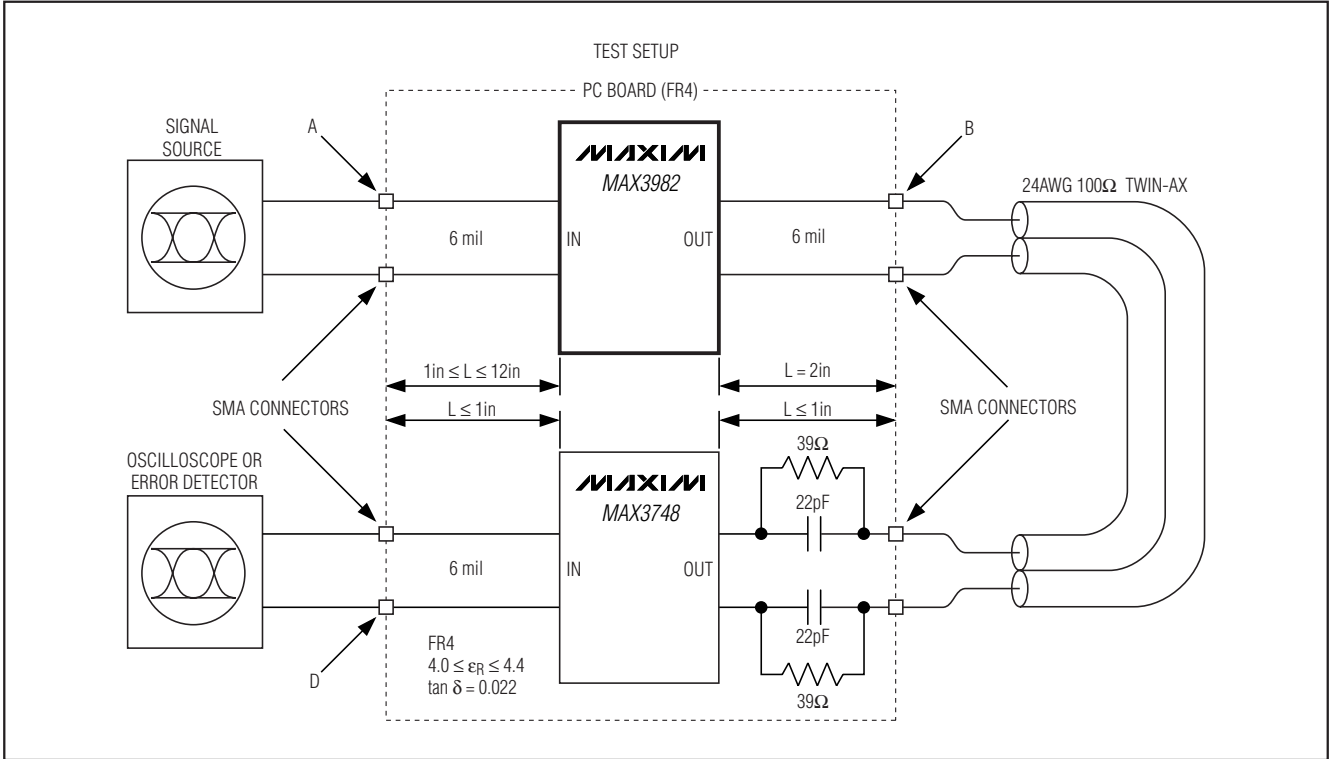 TEST SETUP
PC BOARD (FR4)
SIGNAL
SOURCE
A
B
MAXIM
MAX3982
24AWG 100Ω TWIN-AX
6 mil
IN
OUT
6 mil
1in ≤ L ≤ 12in
L = 2in
SMA CONNECTORS
L ≤ 1in
L ≤ 1in
SMA CONNECTORS
OSCILLOSCOPE OR
ERROR DETECTOR
39Ω
MAXIM
MAX3748
22pF
6 mil
IN
OUT
22pF
FR4
4.0 ≤ εR ≤ 4.4
tan δ = 0.022
D
39Ω